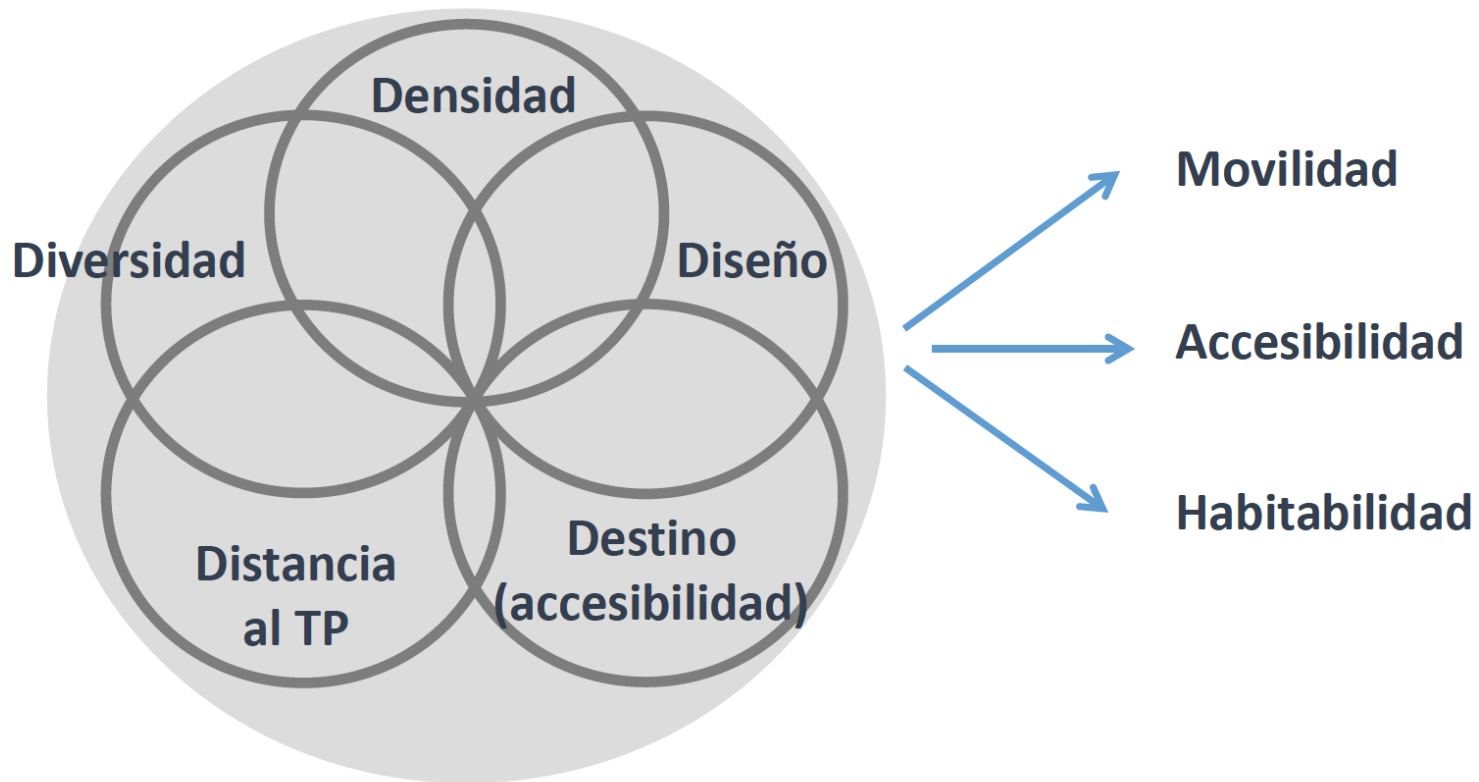 Densidad
Diversidad
Diseño
Distancia
al TP
Destino
(accesibilidad)
Movilidad
Accesibilidad
Habitabilidad